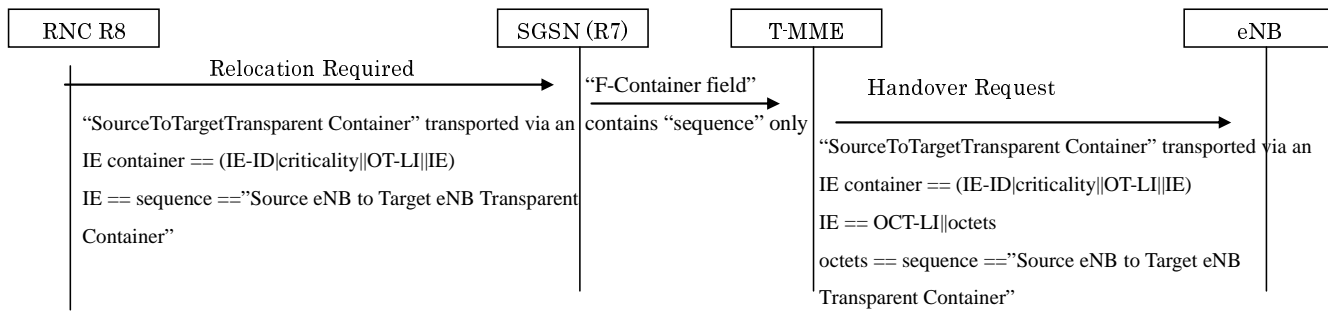 RNC R8
SGSN (R7)
T-MME
eNB
Relocation Required
"F-Container field"
contains "sequence" only
Handover Request
"SourceToTargetTransparent Container" transported via an
IE container == (IE-ID|criticality||OT-LI||IE)
IE == sequence =="Source eNB to Target eNB Transparent
Container"
"SourceToTargetTransparent Container" transported via an
IE container == (IE-ID|criticality||OT-LI||IE)
IE == OCT-LI||octets
octets == sequence =="Source eNB to Target eNB
Transparent Container"